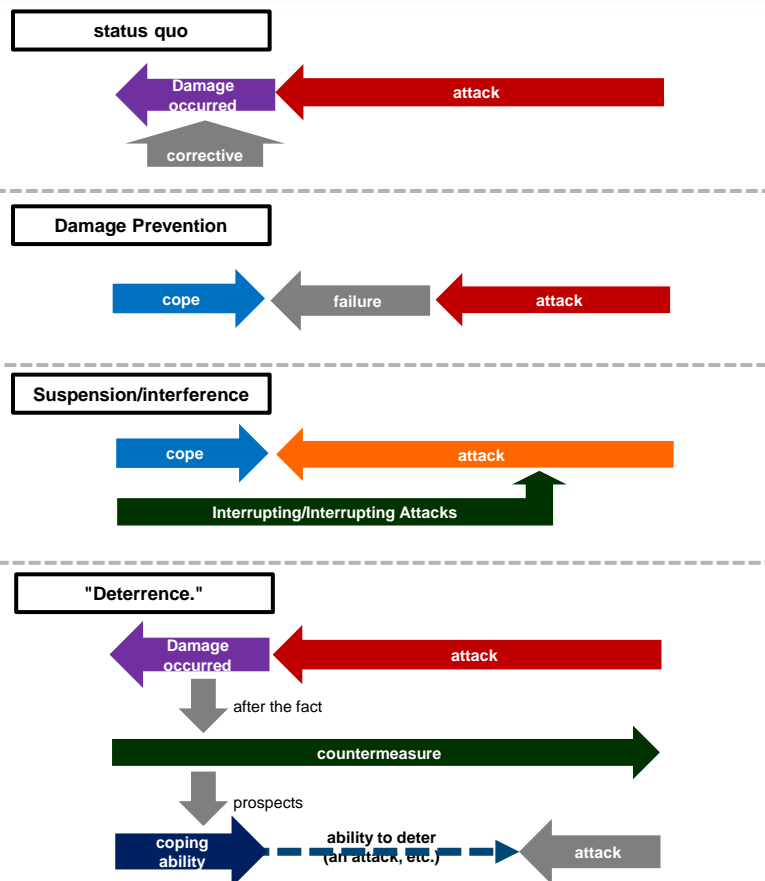 status quo
Damage
occurred
attack
corrective
Damage Prevention
cope
failure
attack
Suspension/interference
cope
attack
Interrupting/Interrupting Attacks
"Deterrence."
Damage
occurred
attack
after the fact
countermeasure
prospects
coping
ability
ability to deter
(an attack, etc.)
attack